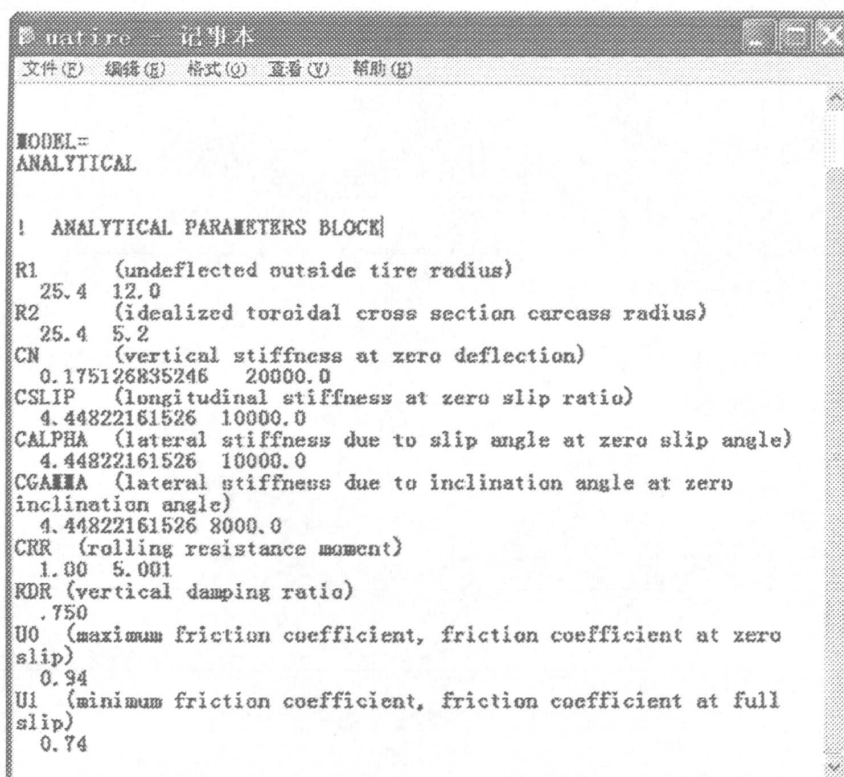 uatire - 记事本
文件(F) 编辑(E) 格式(O) 查看(V) 帮助(H)
MODEL=
ANALYTICAL
! ANALYTICAL PARAMETERS BLOCK
R1 (undeflected outside tire radius)
25.4 12.0
R2 (idealized toroidal cross section carcass radius)
25.4 5.2
CN (vertical stiffness at zero deflection)
0.175126835246 20000.0
CSLIP (longitudinal stiffness at zero slip ratio)
4.44822161526 10000.0
CALPHA (lateral stiffness due to slip angle at zero slip angle)
4.44822161526 10000.0
CGAMMA (lateral stiffness due to inclination angle at zero
inclination angle)
4.44822161526 8000.0
CRR (rolling resistance moment)
1.00 5.001
RDR (vertical damping ratio)
.750
U0 (maximum friction coefficient, friction coefficient at zero
slip)
0.94
U1 (minimum friction coefficient, friction coefficient at full
slip)
0.74